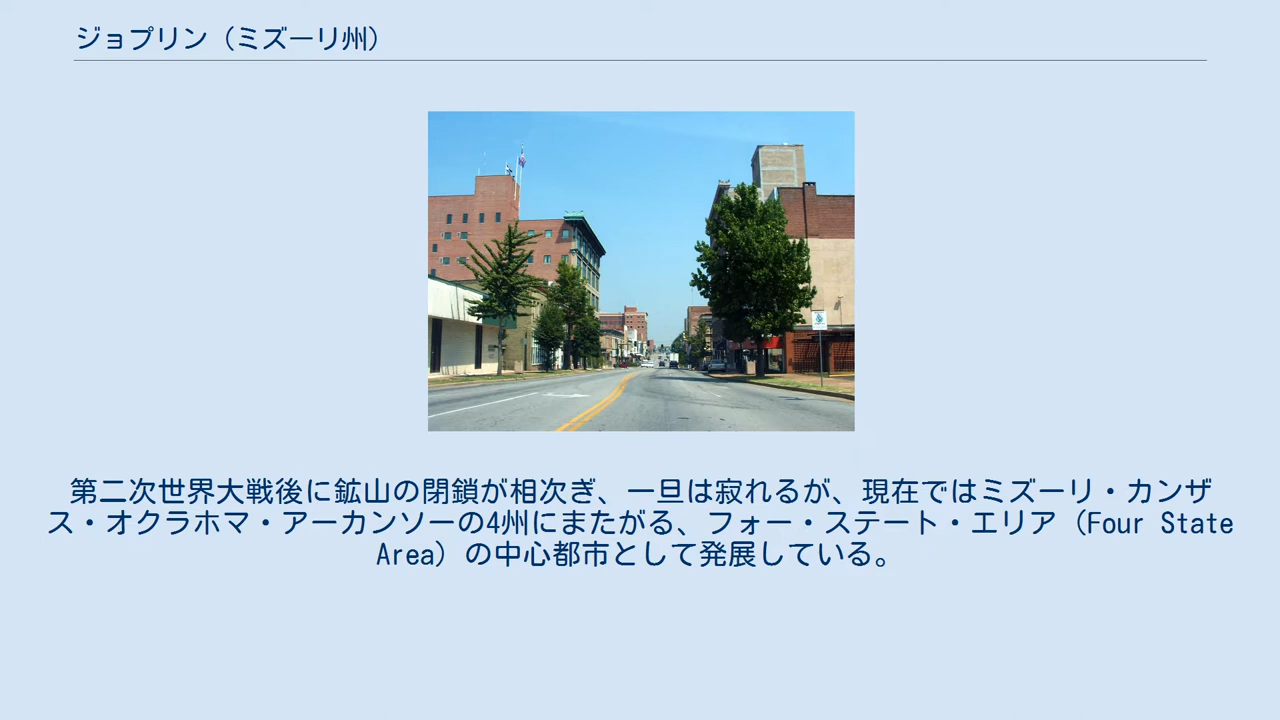 ジョプリン（ミズーリ州）
第二次世界大戦後に鉱山の閉鎖が相次ぎ、一旦は寂れるが、現在ではミズーリ・カンザ
ス・オクラホマ・アーカンソーの4州にまたがる、フォー・ステート・エリア（Four State
Area）の中心都市として発展している。